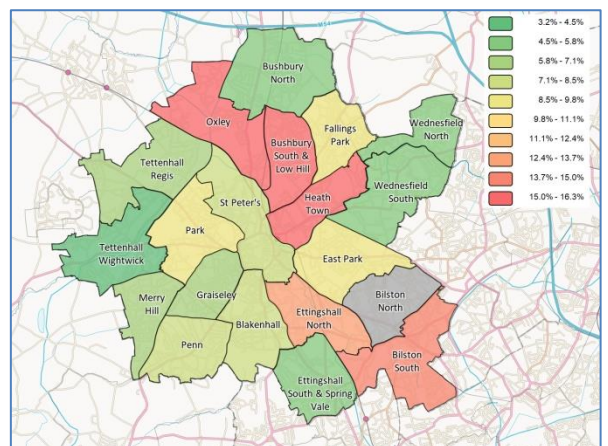 3.2% - 4.5%
4.5% - 5.8%
5.8% - 7.1%
7.1% - 8.5%
8.5% - 9.8%
9.8% - 11.1%
11.1% - 12.4%
12.4% - 13.7%
13.7% - 15.0%
15.0% - 16.3%
Bushbury
North
Oxley
Bushbury
South &
Low Hill
Fallings
Park
Wednesfield
North
Tettenhall
Regis
St Peter's
Heath
Town
Wednesfield
South
Tettenhall
Wightwick
Park
East Park
Merry
Hill
Graiseley
Bilston
North
Penn
Blakenhall
Ettingshall
North
Bilston
South
Ettingshall
South & Spring
Vale